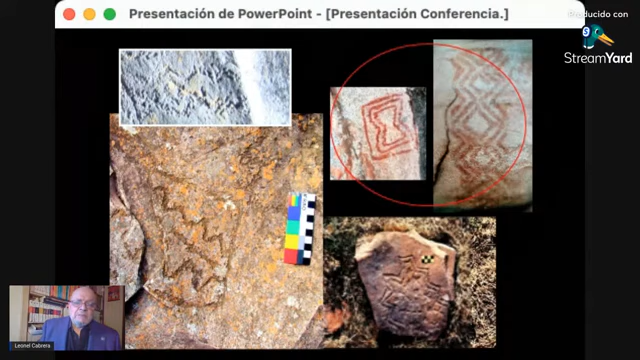 Presentación de PowerPoint - [Presentación Conferencia.]
Producido con
StreamYard
Leonel Cabrera